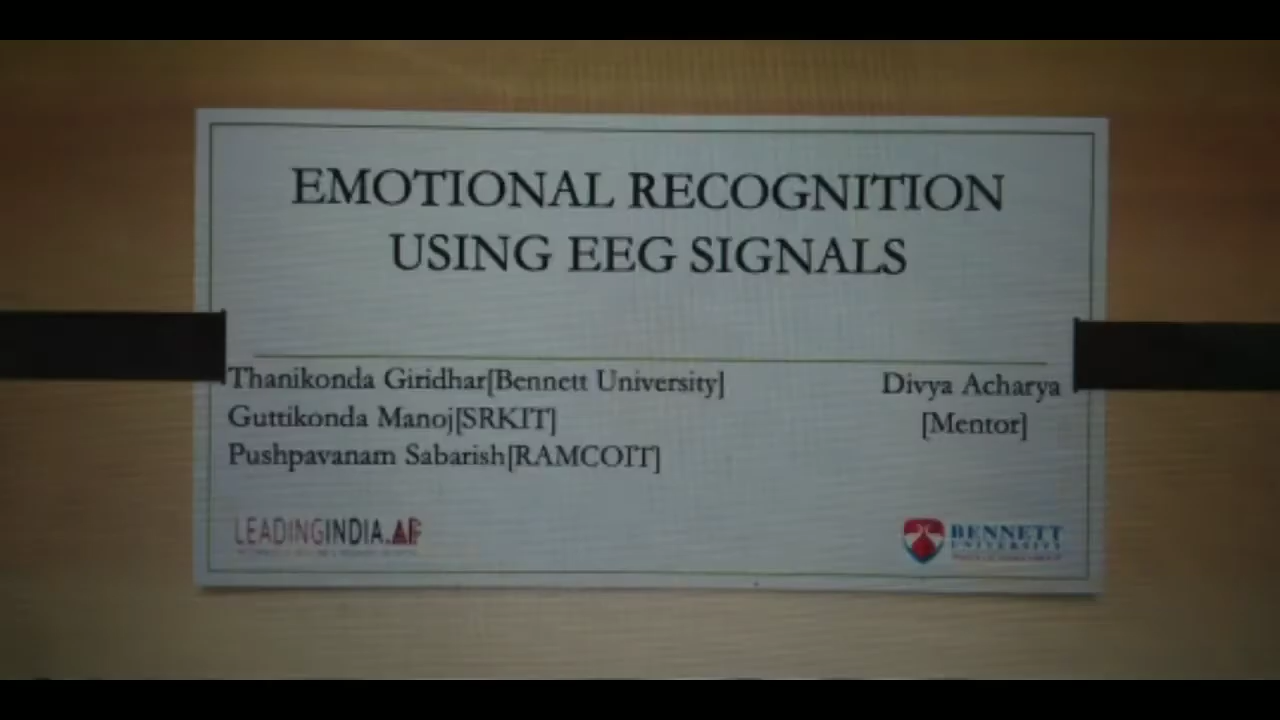 EMOTIONAL RECOGNITION
USING EEG SIGNALS
Thanikonda Giridhar[Bennett University]
Guttikonda Manoj[SRKIT]
Pushpavanam Sabarish[RAMCOIT]
Divya Acharya
[Mentor]
LEADINGINDIA.AI
BENNETT
UNIVERSITY